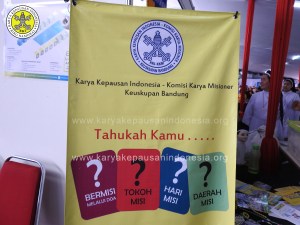 Karya Kepausan Indonesia - Komisi Karya Misioner
Keuskupan Bandung
www.karyakepausanindonesia.org
Tahukah Kamu .....
www.karyakepausanindonesia.org
? ? ? ?
BERMISI
MELALUI DOA
TOKOH
MISI
HARI
MISI
DAERAH
MISI